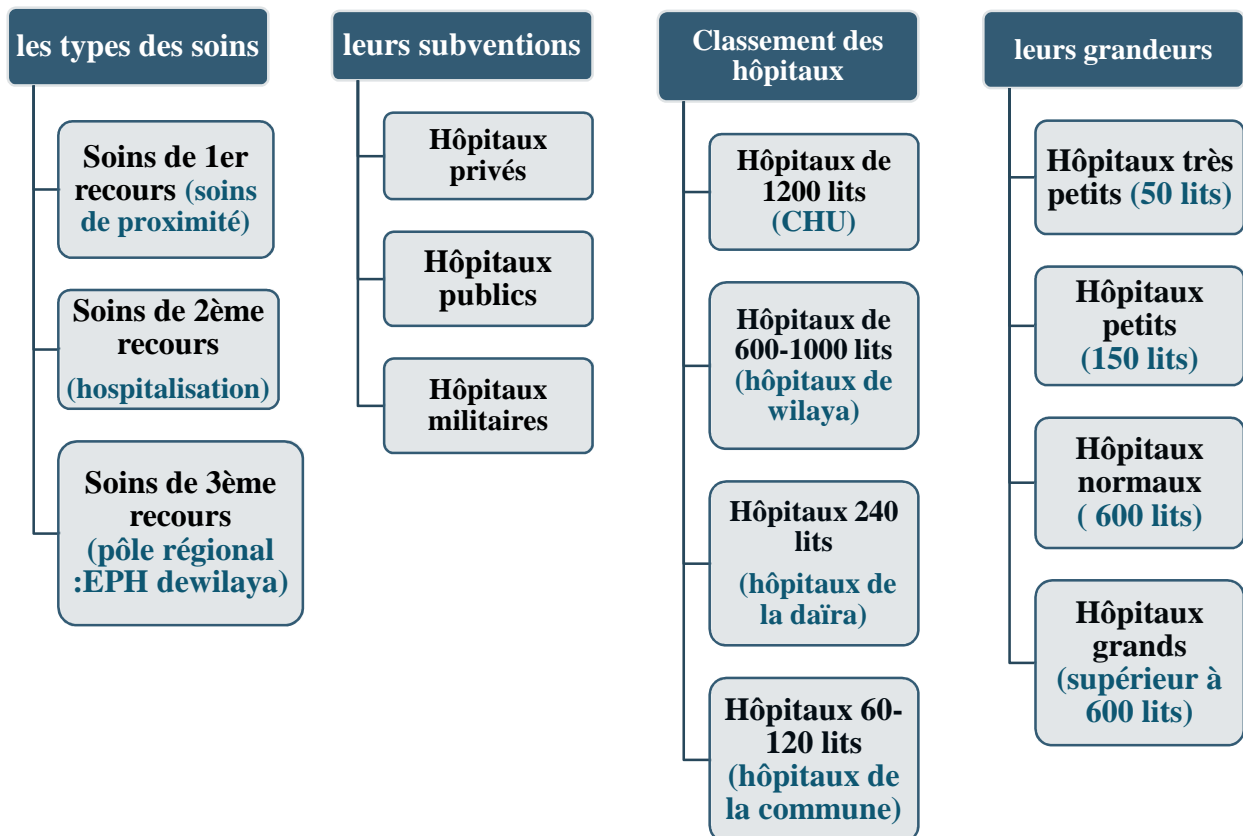 les types des soins
Soins de 1er
recours (soins
de proximité)
Soins de 2ème
recours
(hospitalisation)
Soins de 3ème
recours
(pôle régional
:EPH dewilaya)
leurs subventions
Hôpitaux
privés
Hôpitaux
publics
Hôpitaux
militaires
Classement des
hôpitaux
Hôpitaux de
1200 lits
(CHU)
Hôpitaux de
600-1000 lits
(hôpitaux de
wilaya)
Hôpitaux 240
lits
(hôpitaux de
la daïra)
Hôpitaux 60-
120 lits
(hôpitaux de
la commune)
leurs grandeurs
Hôpitaux très
petits (50 lits)
Hôpitaux
petits
(150 lits)
Hôpitaux
normaux
( 600 lits)
Hôpitaux
grands
(supérieur à
600 lits)